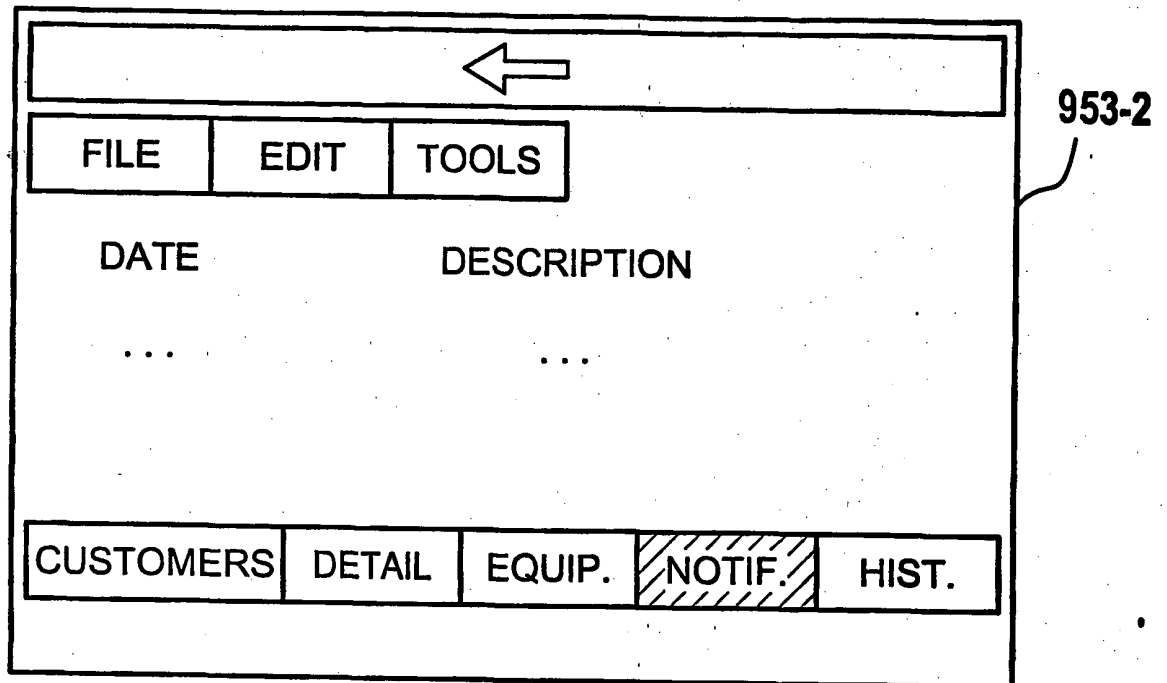 953-2
FILE EDIT TOOLS
DATE DESCRIPTION
... ...
CUSTOMERS DETAIL EQUIP. NOTIF. HIST.